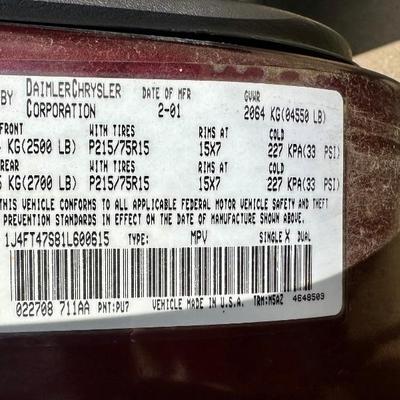 BY DAIMLERCHRYSLER CORPORATION DATE OF MFR 2-01 GVWR 2064 KG(04550 LB)
FRONT WITH TIRES RIMS AT COLD
KG(2500 LB) P215/75R15 15X7 227 KPA(33 PSI)
REAR WITH TIRES RIMS AT COLD
KG(2700 LB) P215/75R15 15X7 227 KPA(33 PSI)
THIS VEHICLE CONFORMS TO ALL APPLICABLE FEDERAL MOTOR VEHICLE SAFETY AND THEFT
PREVENTION STANDARDS IN EFFECT ON THE DATE OF MANUFACTURE SHOWN ABOVE.
1J4FT47S81L600615 TYPE: MPV SINGLE X DUAL
022708 711AA PNT:PU7 VEHICLE MADE IN U.S.A. TRM:M5AZ 4648503